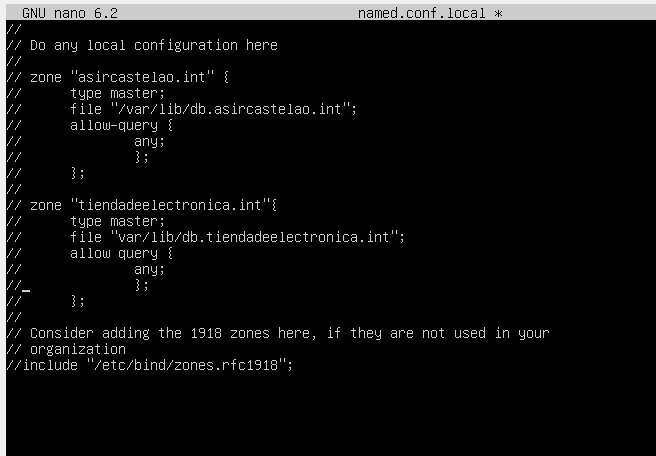 GNU nano 6.2 named.conf.local *
//
// Do any local configuration here
//
// zone "asircastelao.int" {
// type master;
// file "/var/lib/db.asircastelao.int";
// allow-query {
// any;
// };
// };
//
// zone "tiendadeelectronica.int"{
// type master;
// file "var/lib/db.tiendadeelectronica.int";
// allow query {
// any;
//_ };
// };
//
// Consider adding the 1918 zones here, if they are not used in your
// organization
//include "/etc/bind/zones.rfc1918";